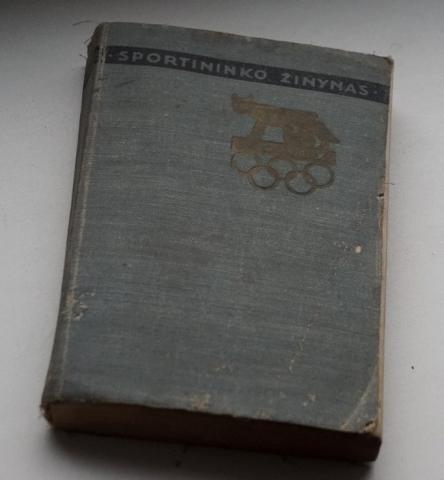 · SPORTININKO ŽINYNAS ·